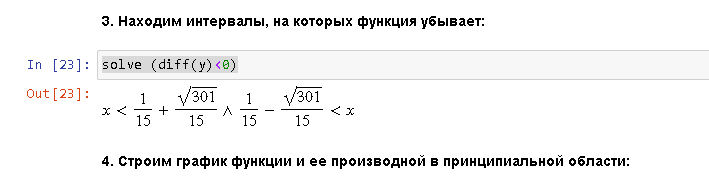 3. Находим интервалы, на которых функция убывает:
In [23]: solve (diff(y)<0)
Out[23]: x < 1/15 + √301/15 ∧ 1/15 − √301/15 < x
4. Строим график функции и ее производной в принципиальной области: